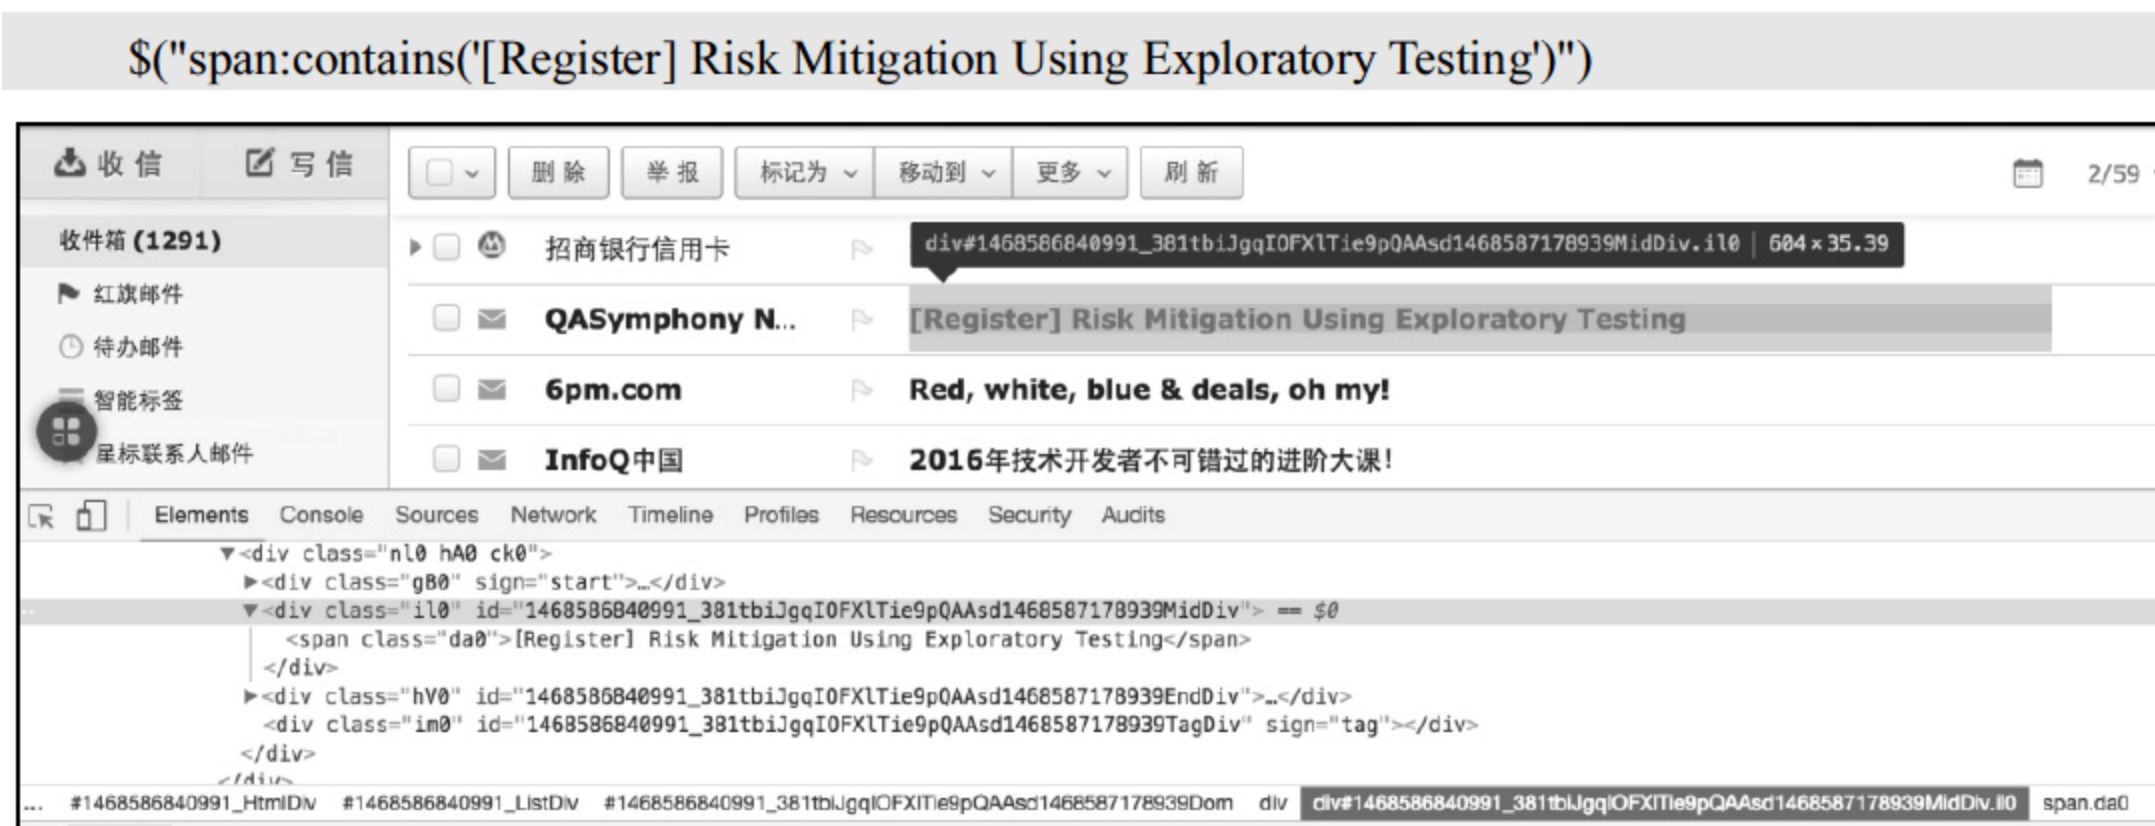 $("span:contains('[Register] Risk Mitigation Using Exploratory Testing')")
收 信 写 信 删 除 举 报 标记为 移动到 更多 刷 新 2/59
收件箱 (1291)
招商银行信用卡 div#1468586840991_381tbiJgqIOFXlTie9pQAAsd1468587178939MidDiv.il0 | 604×35.39
红旗邮件
QASymphony N... [Register] Risk Mitigation Using Exploratory Testing
待办邮件
6pm.com Red, white, blue & deals, oh my!
智能标签
星标联系人邮件
InfoQ中国 2016年技术开发者不可错过的进阶大课!
Elements Console Sources Network Timeline Profiles Resources Security Audits
▼<div class="nl0 hA0 ck0">
▶<div class="gB0" sign="start">…</div>
▼<div class="il0" id="1468586840991_381tbiJgqIOFXlTie9pQAAsd1468587178939MidDiv"> == $0
<span class="da0">[Register] Risk Mitigation Using Exploratory Testing</span>
</div>
▶<div class="hV0" id="1468586840991_381tbiJgqIOFXlTie9pQAAsd1468587178939EndDiv">…</div>
<div class="im0" id="1468586840991_381tbiJgqIOFXlTie9pQAAsd1468587178939TagDiv" sign="tag"></div>
</div>
</div>
... #1468586840991_HtmlDiv #1468586840991_ListDiv #1468586840991_381tbiJgqIOFXlTie9pQAAsd1468587178939Dom div div#1468586840991_381tbiJgqIOFXlTie9pQAAsd1468587178939MidDiv.il0 span.da0